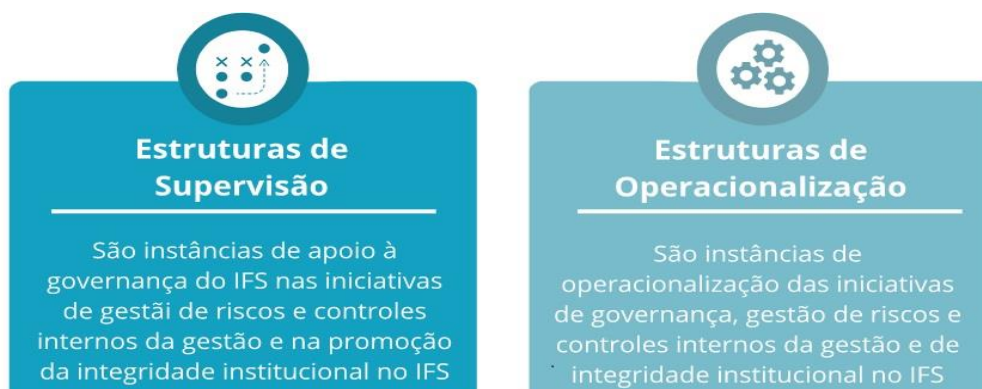 Estruturas de
Supervisão
São instâncias de apoio à
governança do IFS nas iniciativas
de gestãi de riscos e controles
internos da gestão e na promoção
da integridade institucional no IFS
Estruturas de
Operacionalização
São instâncias de
operacionalização das iniciativas
de governança, gestão de riscos e
controles internos da gestão e de
integridade institucional no IFS